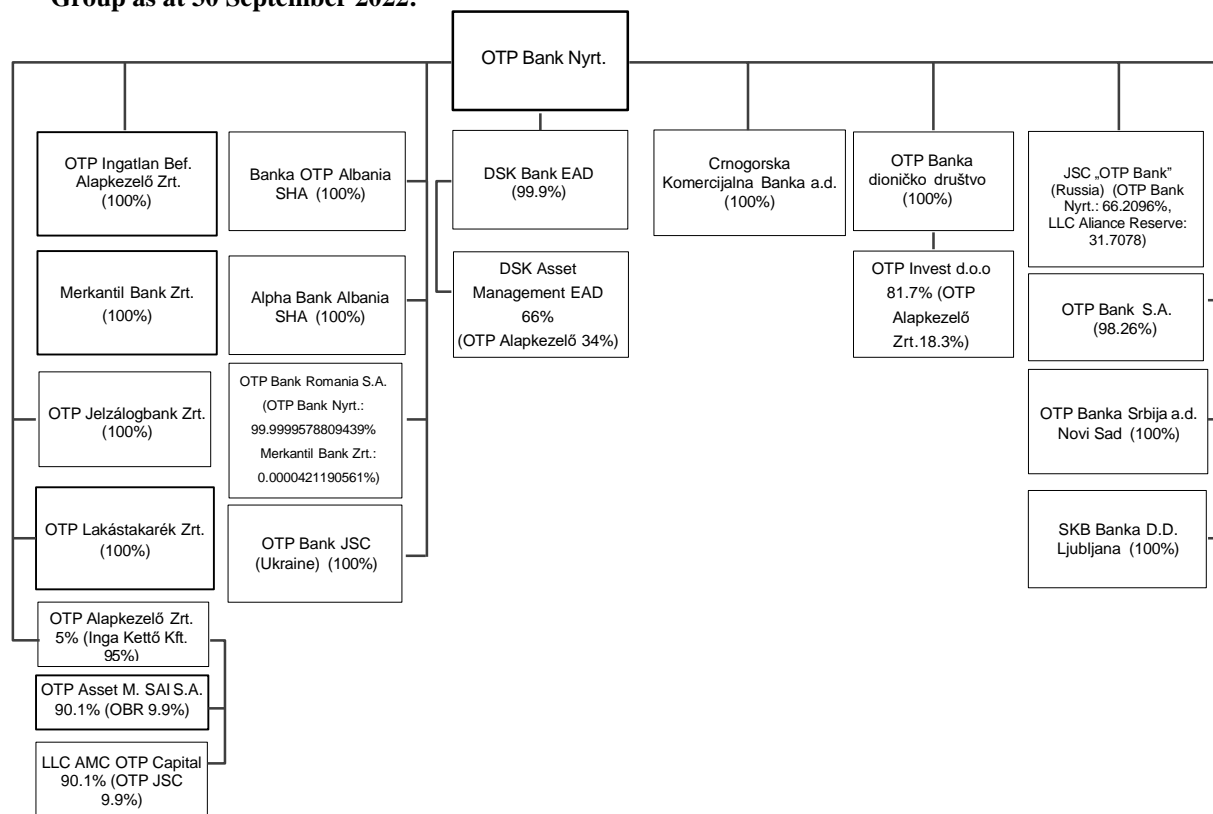 Group as at 30 September 2022:
OTP Bank Nyrt.
OTP Ingatlan Bef.
Alapkezelő Zrt.
(100%)
Banka OTP Albania
SHA (100%)
DSK Bank EAD
(99.9%)
Crnogorska
Komercijalna Banka a.d.
(100%)
OTP Banka
dioničko društvo
(100%)
JSC „OTP Bank”
(Russia) (OTP Bank
Nyrt.: 66.2096%,
LLC Aliance Reserve:
31.7078)
Merkantil Bank Zrt.
(100%)
Alpha Bank Albania
SHA (100%)
DSK Asset
Management EAD
66%
(OTP Alapkezelő 34%)
OTP Invest d.o.o
81.7% (OTP
Alapkezelő
Zrt.18.3%)
OTP Bank S.A.
(98.26%)
OTP Jelzálogbank Zrt.
(100%)
OTP Bank Romania S.A.
(OTP Bank Nyrt.:
99.9999578809439%
Merkantil Bank Zrt.:
0.0000421190561%)
OTP Banka Srbija a.d.
Novi Sad (100%)
OTP Lakástakarék Zrt.
(100%)
OTP Bank JSC
(Ukraine) (100%)
SKB Banka D.D.
Ljubljana (100%)
OTP Alapkezelő Zrt.
5% (Inga Kettő Kft.
95%)
OTP Asset M. SAI S.A.
90.1% (OBR 9.9%)
LLC AMC OTP Capital
90.1% (OTP JSC
9.9%)